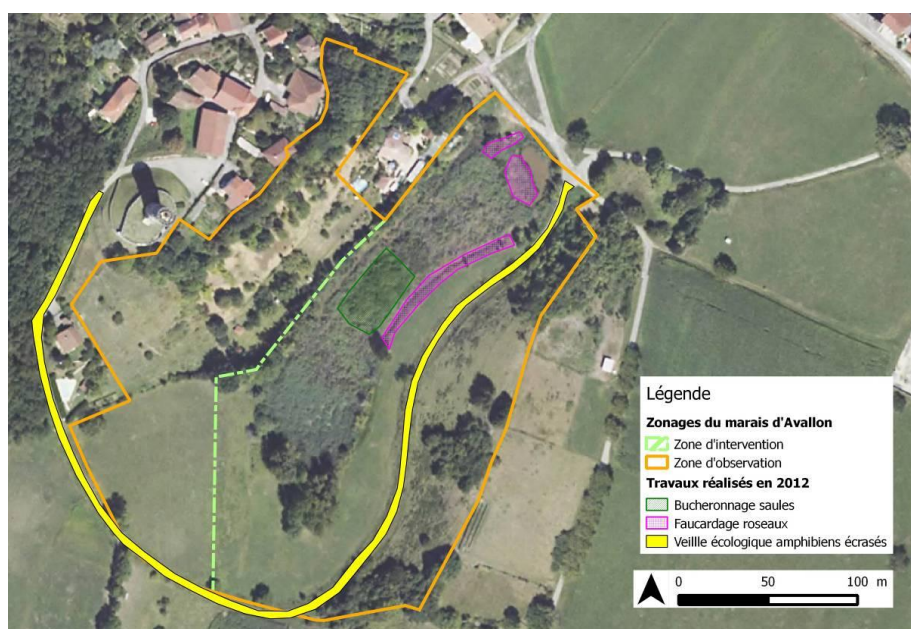 Légende
Zonages du marais d'Avallon
Zone d'intervention
Zone d'observation
Travaux réalisés en 2012
Bucheronnage saules
Faucardage roseaux
Veillle écologique amphibiens écrasés
0 50 100 m